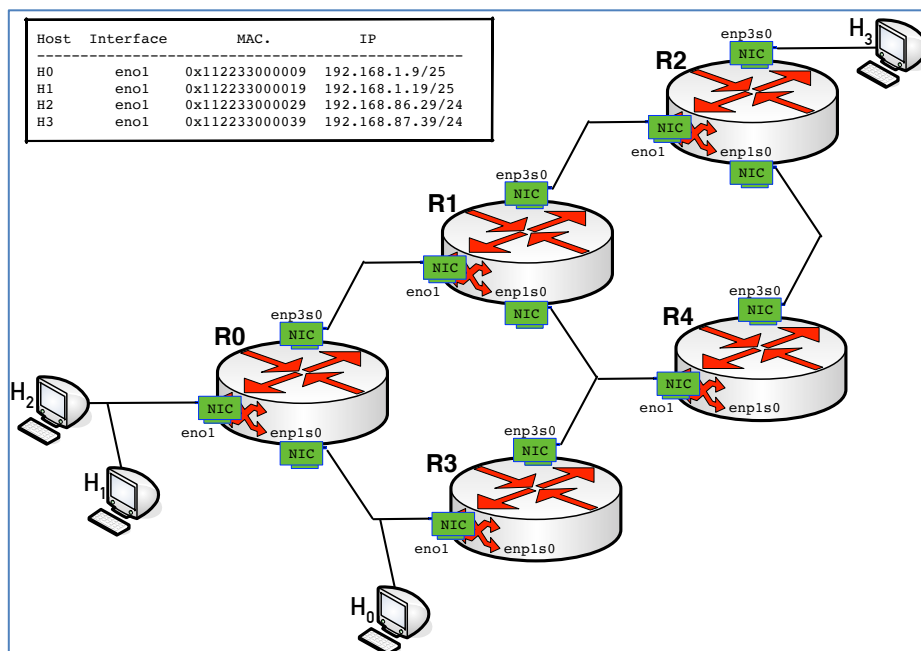 Host Interface MAC. IP
H0 eno1 0x112233000009 192.168.1.9/25
H1 eno1 0x112233000019 192.168.1.19/25
H2 eno1 0x112233000029 192.168.86.29/24
H3 eno1 0x112233000039 192.168.87.39/24
enp3s0
NIC
H3
R2
NIC
eno1
enp1s0
NIC
enp3s0
NIC
R1
NIC
eno1
enp1s0
NIC
enp3s0
NIC
R4
NIC
eno1
enp1s0
enp3s0
NIC
R0
H2
NIC
eno1
enp1s0
NIC
enp3s0
NIC
R3
H1
NIC
eno1
enp1s0
H0